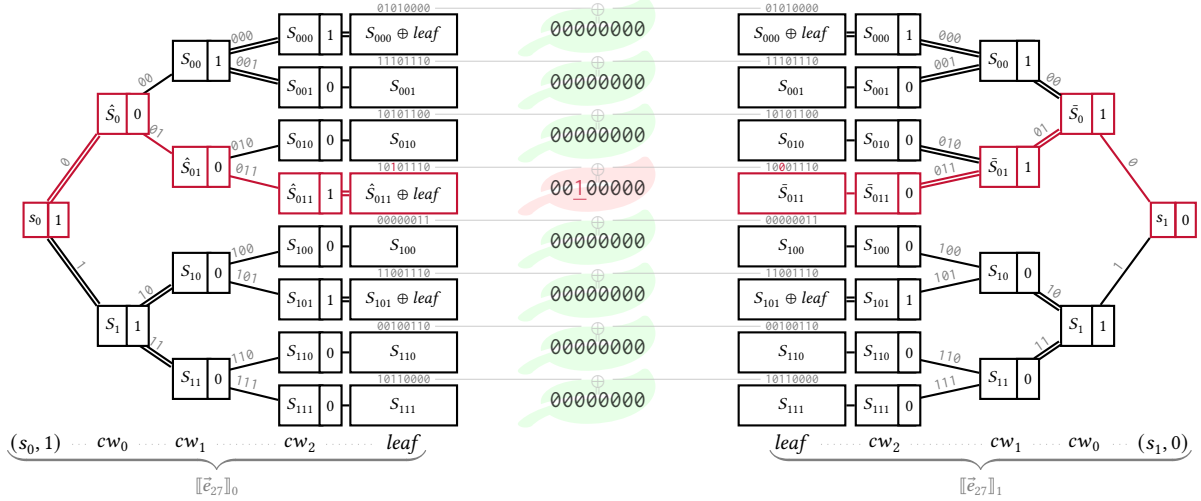 01010000 ⊕ 01010000
000 S₀₀₀ 1 S₀₀₀ ⊕ leaf 00000000 S₀₀₀ ⊕ leaf S₀₀₀ 1 000
S₀₀ 1 S₀₀ 1
11101110 ⊕ 11101110
001 S₀₀₁ 0 S₀₀₁ 00000000 S₀₀₁ S₀₀₁ 0 001
00 00
Ŝ₀ 0 S̄₀ 1
10101100 ⊕ 10101100
01 010 S₀₁₀ 0 S₀₁₀ 00000000 S₀₁₀ S₀₁₀ 0 010 01
0 Ŝ₀₁ 0 S̄₀₁ 1 0
10101110 ⊕ 10001110
011 Ŝ₀₁₁ 1 Ŝ₀₁₁ ⊕ leaf 00100000 S̄₀₁₁ S̄₀₁₁ 0 011
s₀ 1 s₁ 0
00000011 ⊕ 00000011
100 S₁₀₀ 0 S₁₀₀ 00000000 S₁₀₀ S₁₀₀ 0 100
1 S₁₀ 0 S₁₀ 0 1
11001110 ⊕ 11001110
10 101 S₁₀₁ 1 S₁₀₁ ⊕ leaf 00000000 S₁₀₁ ⊕ leaf S₁₀₁ 1 101 10
S₁ 1 S₁ 1
00100110 ⊕ 00100110
11 110 S₁₁₀ 0 S₁₁₀ 00000000 S₁₁₀ S₁₁₀ 0 110 11
S₁₁ 0 S₁₁ 0
10110000 ⊕ 10110000
111 S₁₁₁ 0 S₁₁₁ 00000000 S₁₁₁ S₁₁₁ 0 111
(s₀, 1) cw₀ cw₁ cw₂ leaf leaf cw₂ cw₁ cw₀ (s₁, 0)
⟦e⃗₂₇⟧₀ ⟦e⃗₂₇⟧₁